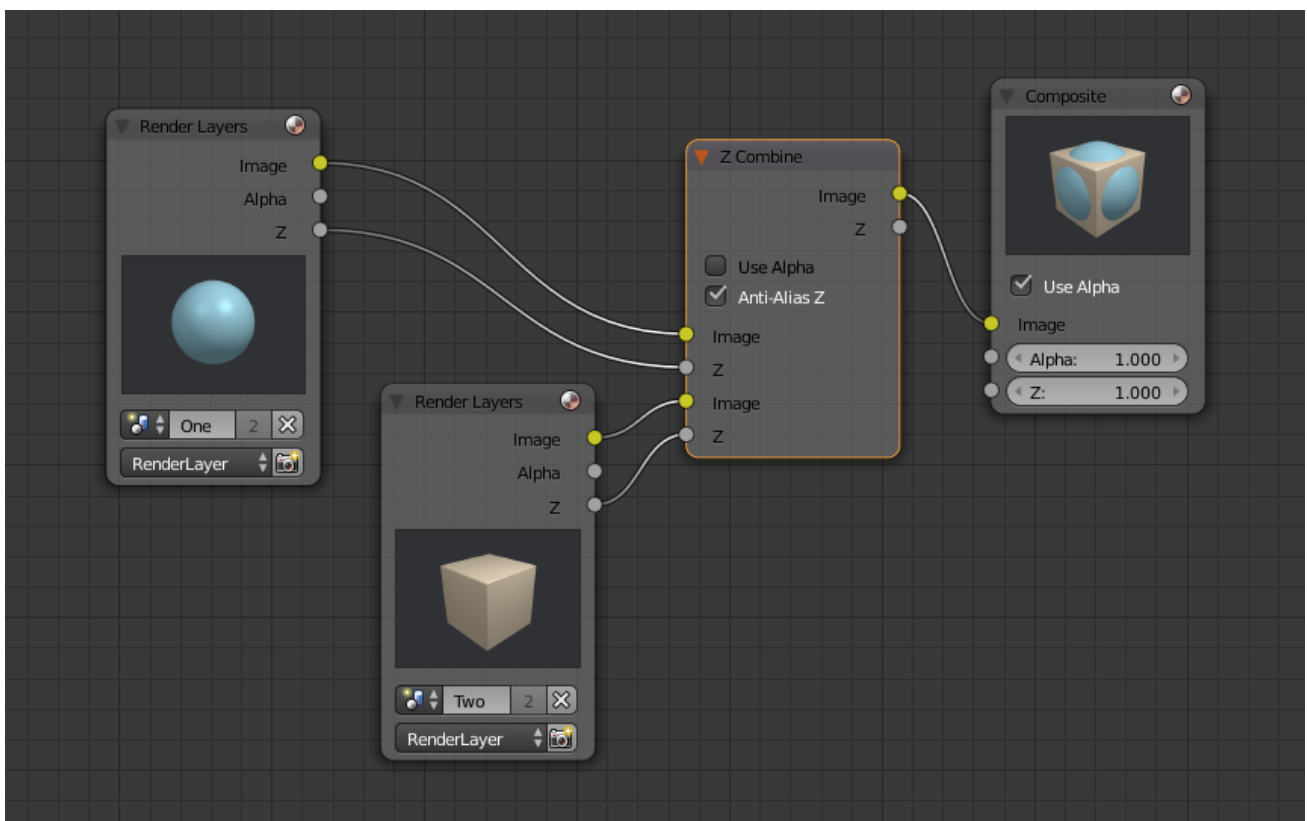 Render Layers
Image
Alpha
Z
One 2
RenderLayer
Render Layers
Image
Alpha
Z
Two 2
RenderLayer
Z Combine
Image
Z
Use Alpha
Anti-Alias Z
Image
Z
Image
Z
Composite
Use Alpha
Image
Alpha: 1.000
Z: 1.000